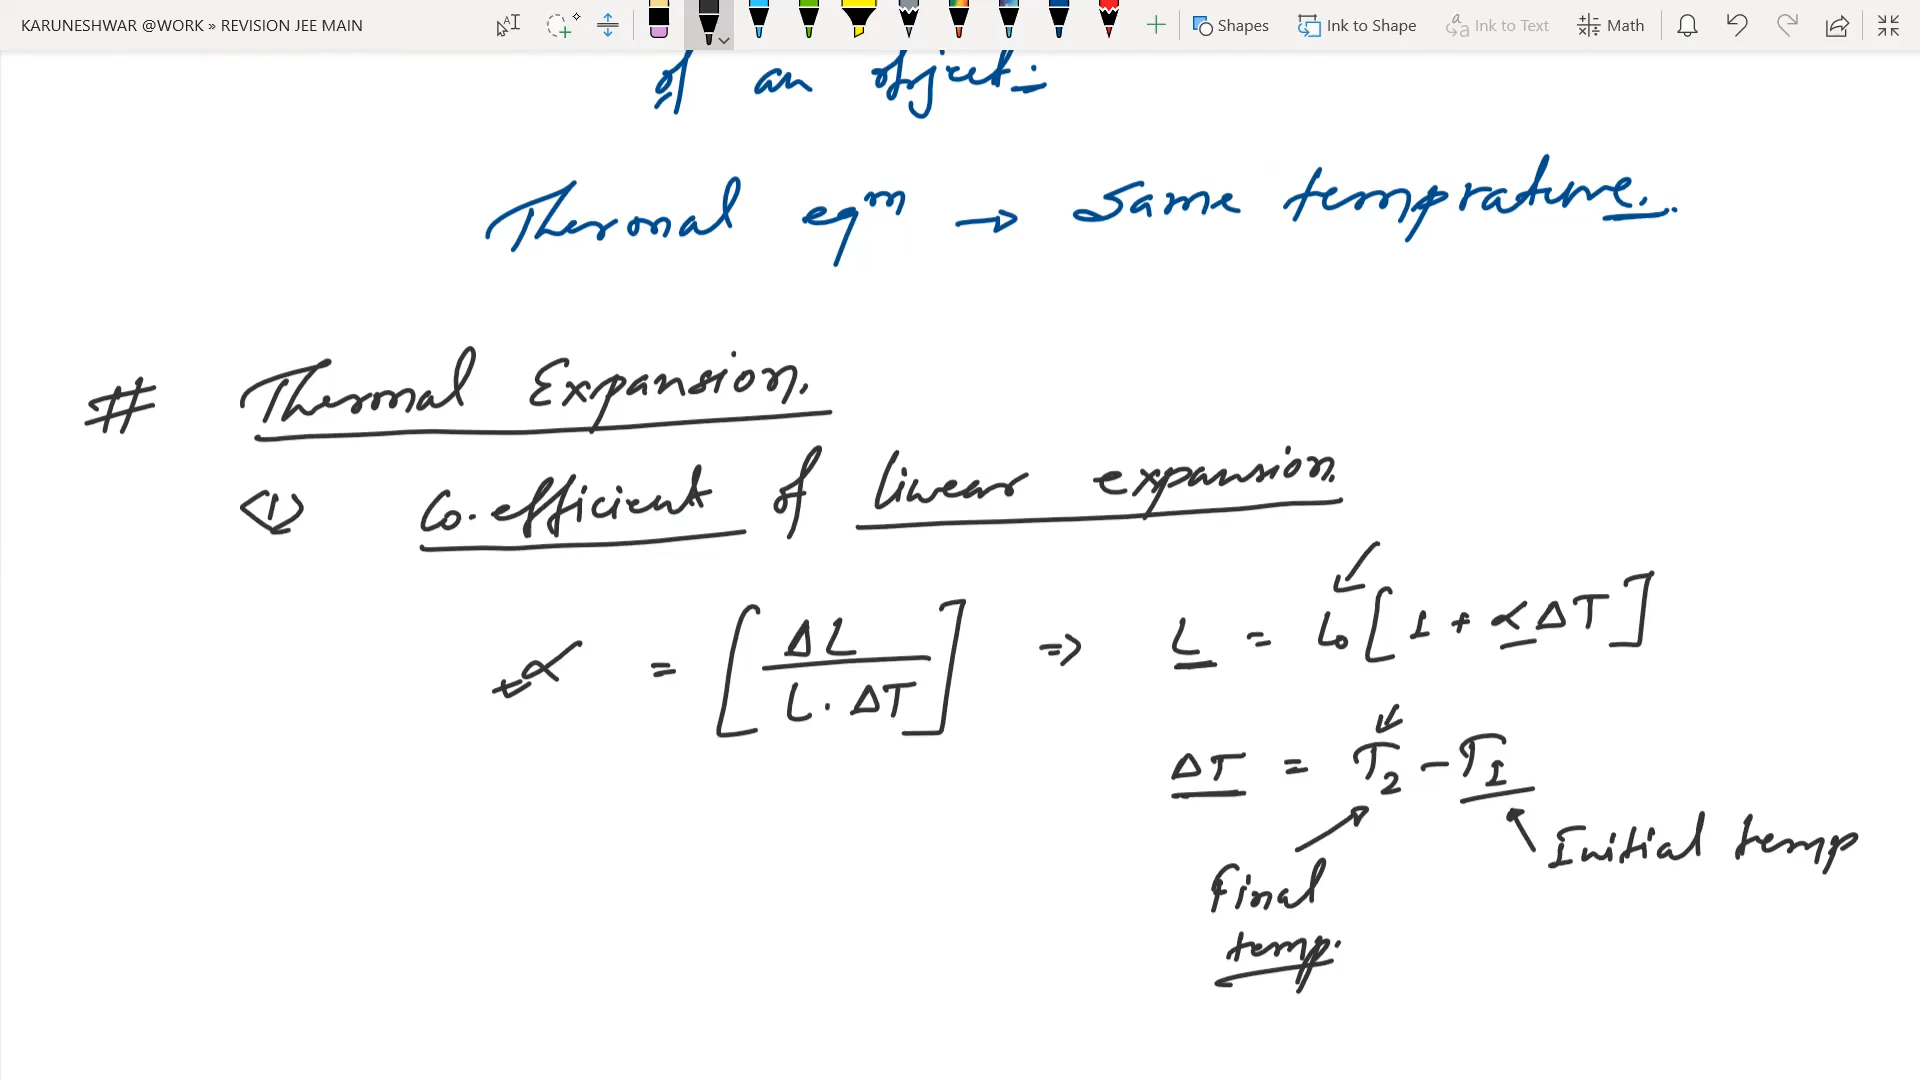 KARUNESHWAR @WORK » REVISION JEE MAIN
Shapes Ink to Shape Ink to Text Math
of an object:-
Thermal eqm → Same temprature.
# Thermal Expansion.
<1> Co-efficient of linear expansion.
α = [ΔL / L · ΔT] ⇒ L = L₀[1 + αΔT]
ΔT = T₂ - T₁
Initial temp
Final
temp.